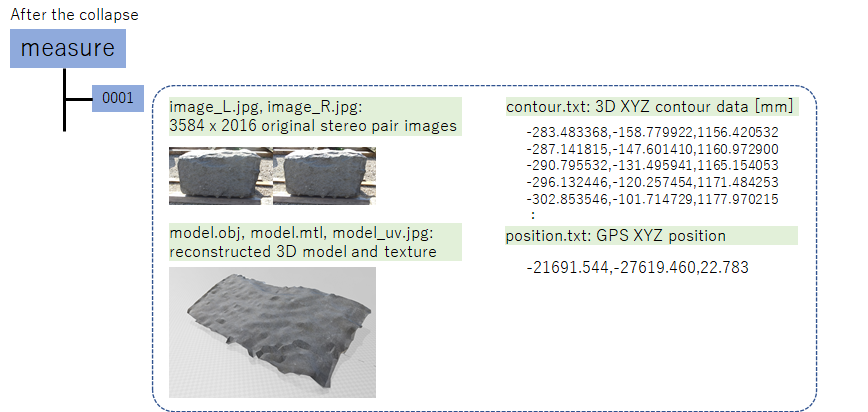 After the collapse
measure
0001
image_L.jpg, image_R.jpg:
3584 x 2016 original stereo pair images
model.obj, model.mtl, model_uv.jpg:
reconstructed 3D model and texture
contour.txt: 3D XYZ contour data [mm]
-283.483368,-158.779922,1156.420532
-287.141815,-147.601410,1160.972900
-290.795532,-131.495941,1165.154053
-296.132446,-120.257454,1171.484253
-302.853546,-101.714729,1177.970215
:
position.txt: GPS XYZ position
-21691.544,-27619.460,22.783